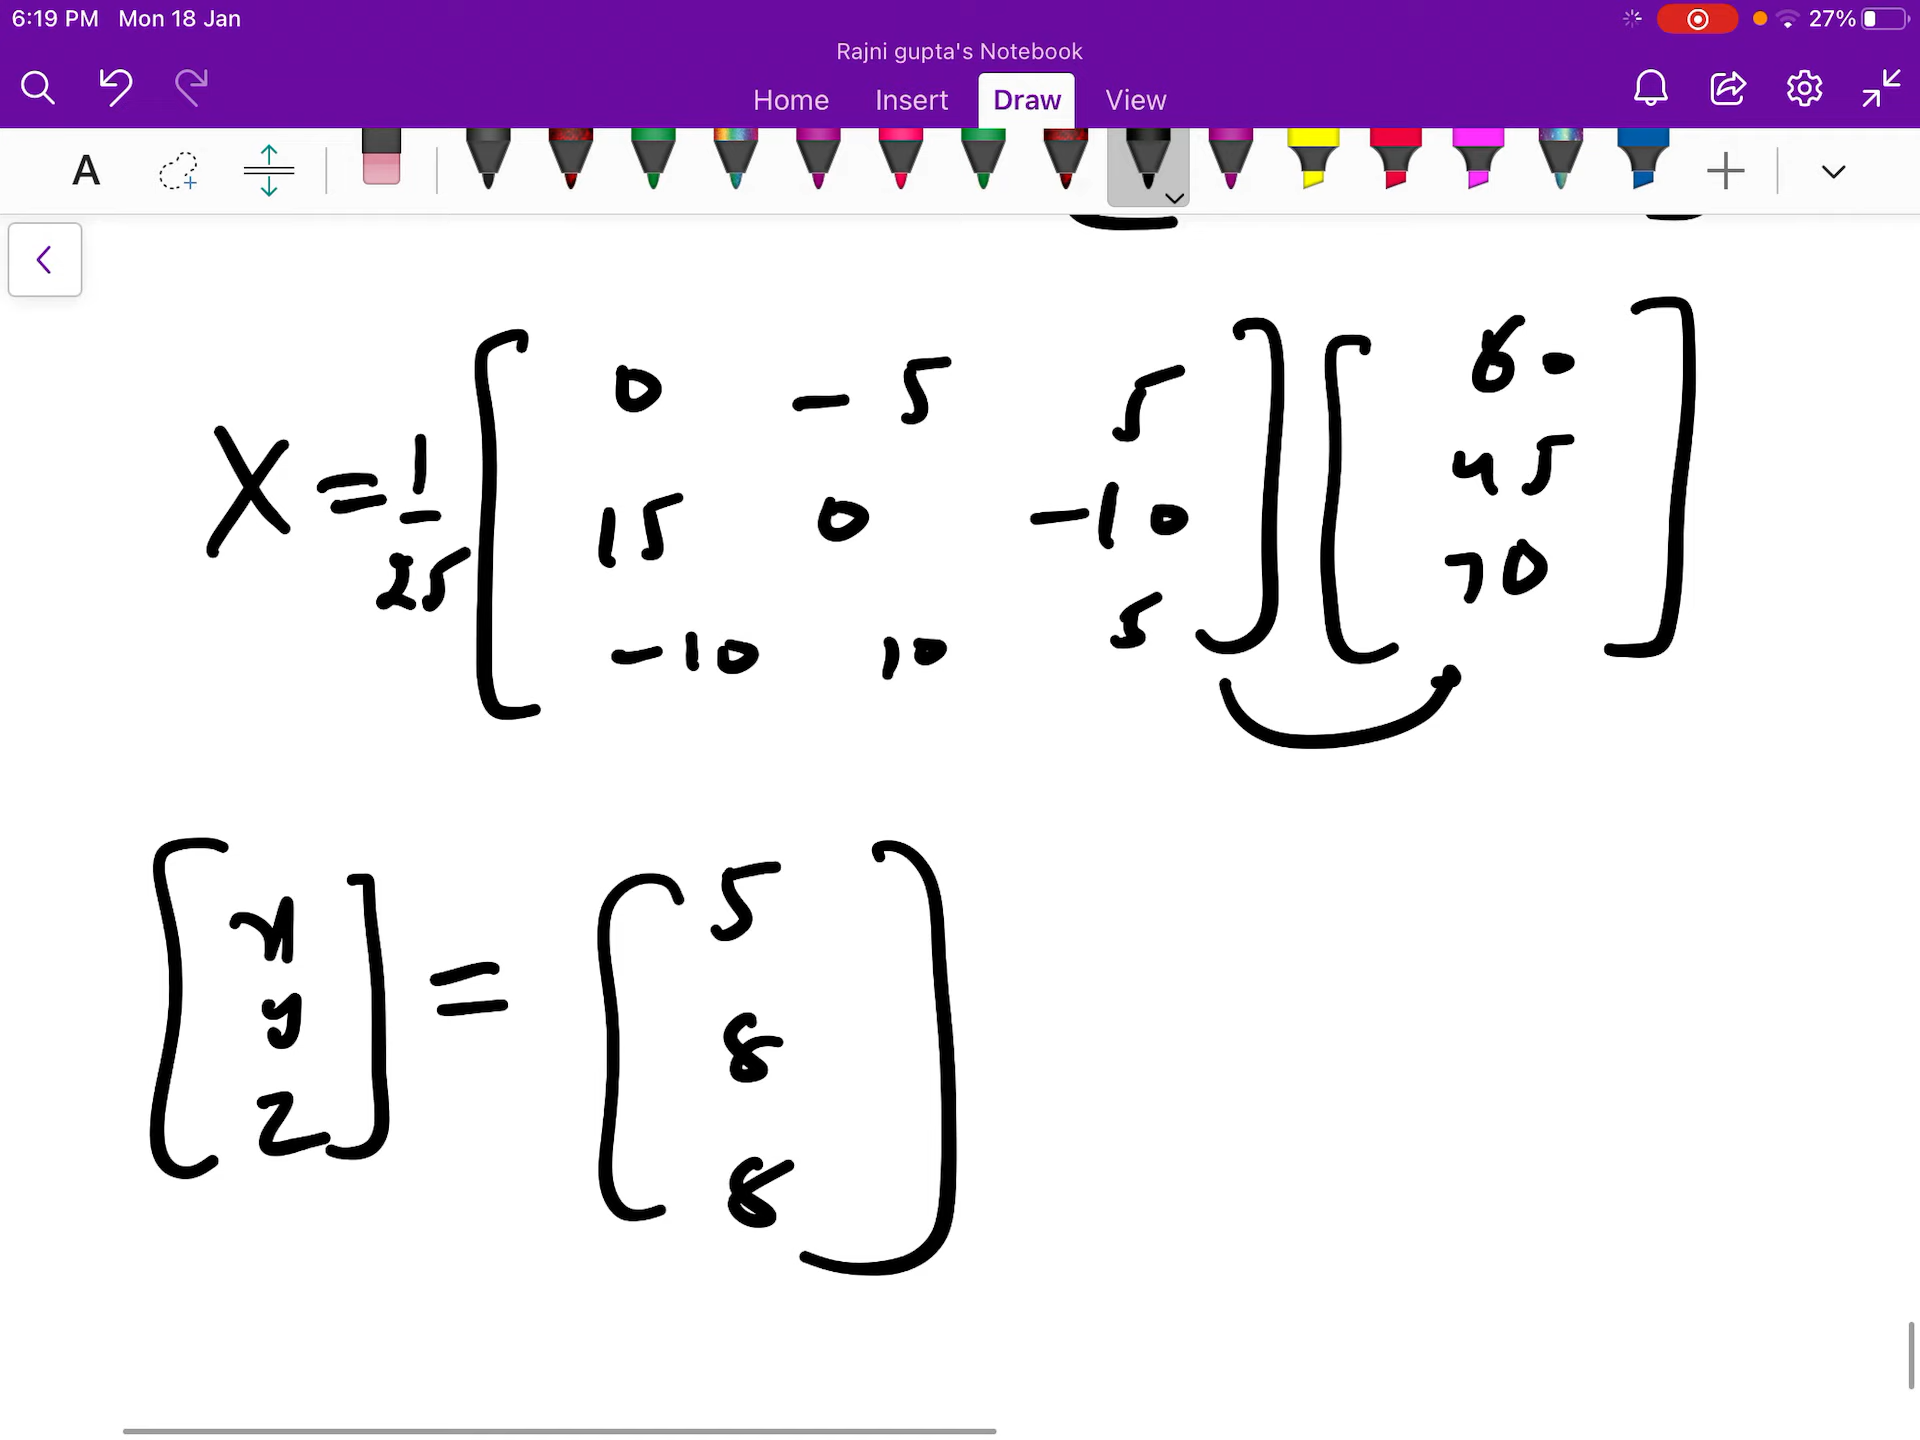 6:19 PM Mon 18 Jan 27%
Rajni gupta's Notebook
Home Insert Draw View
A
X = 1/25 [ 0 -5 5 ] [ 60 ]
15 0 -10 45
-10 10 5 70
[ x ] = [ 5 ]
y 8
z 8